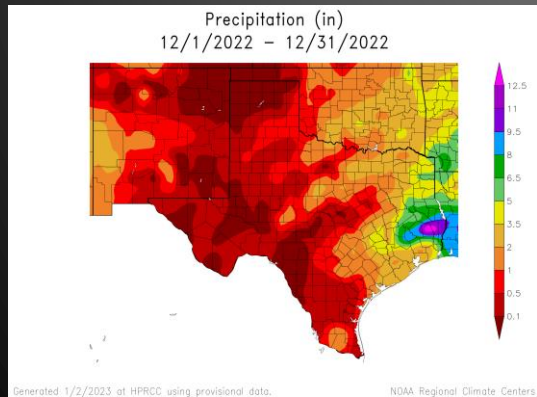 Precipitation (in)
12/1/2022 – 12/31/2022
12.5
11
9.5
8
6.5
5
3.5
2
1
0.5
0.1
Generated 1/2/2023 at HPRCC using provisional data.
NOAA Regional Climate Centers